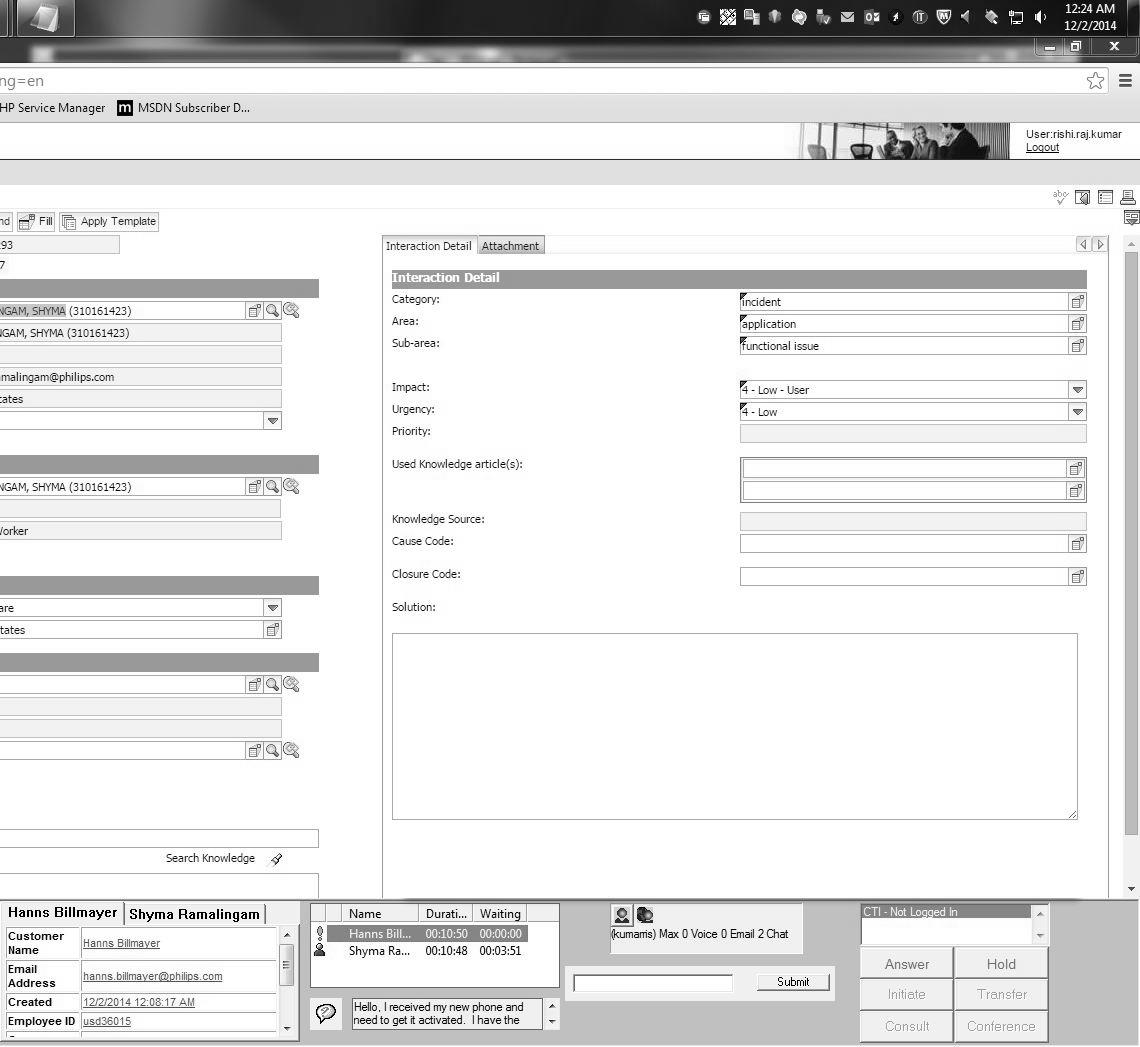 12:24 AM
12/2/2014
ng=en
HP Service Manager
m MSDN Subscriber D...
User:rishi.raj.kumar
Logout
abc
nd Fill Apply Template
93
7
NGAM, SHYMA (310161423)
NGAM, SHYMA (310161423)
malingam@philips.com
tates
NGAM, SHYMA (310161423)
Worker
are
tates
Search Knowledge
Interaction Detail Attachment
Interaction Detail
Category: incident
Area: application
Sub-area: functional issue
Impact: 4 - Low - User
Urgency: 4 - Low
Priority:
Used Knowledge article(s):
Knowledge Source:
Cause Code:
Closure Code:
Solution:
Hanns Billmayer Shyma Ramalingam
Customer Name Hanns Billmayer
Email Address hanns.billmayer@philips.com
Created 12/2/2014 12:08:17 AM
Employee ID usd36015
Name Durati... Waiting
Hanns Bill... 00:10:50 00:00:00
Shyma Ra... 00:10:48 00:03:51
Hello, I received my new phone and
need to get it activated. I have the
(kumarris) Max 0 Voice 0 Email 2 Chat
Submit
CTI - Not Logged In
Answer Hold
Initiate Transfer
Consult Conference